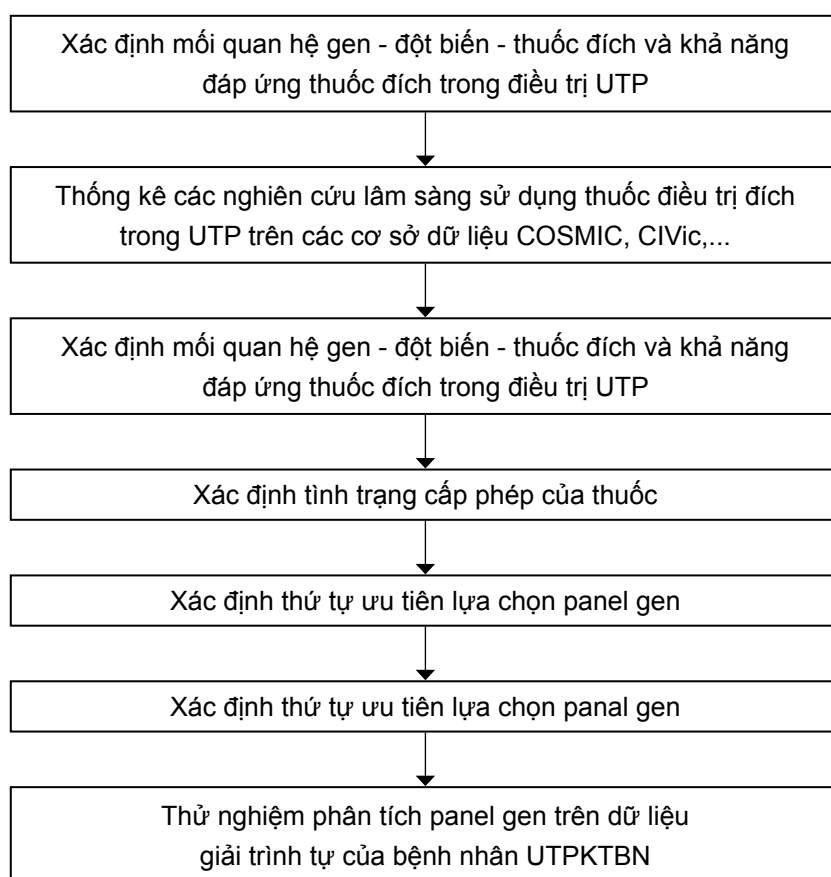 Xác định mối quan hệ gen - đột biến - thuốc đích và khả năng
đáp ứng thuốc đích trong điều trị UTP
Thống kê các nghiên cứu lâm sàng sử dụng thuốc điều trị đích
trong UTP trên các cơ sở dữ liệu COSMIC, CIVic,...
Xác định mối quan hệ gen - đột biến - thuốc đích và khả năng
đáp ứng thuốc đích trong điều trị UTP
Xác định tình trạng cấp phép của thuốc
Xác định thứ tự ưu tiên lựa chọn panel gen
Xác định thứ tự ưu tiên lựa chọn panal gen
Thử nghiệm phân tích panel gen trên dữ liệu
giải trình tự của bệnh nhân UTPKTBN